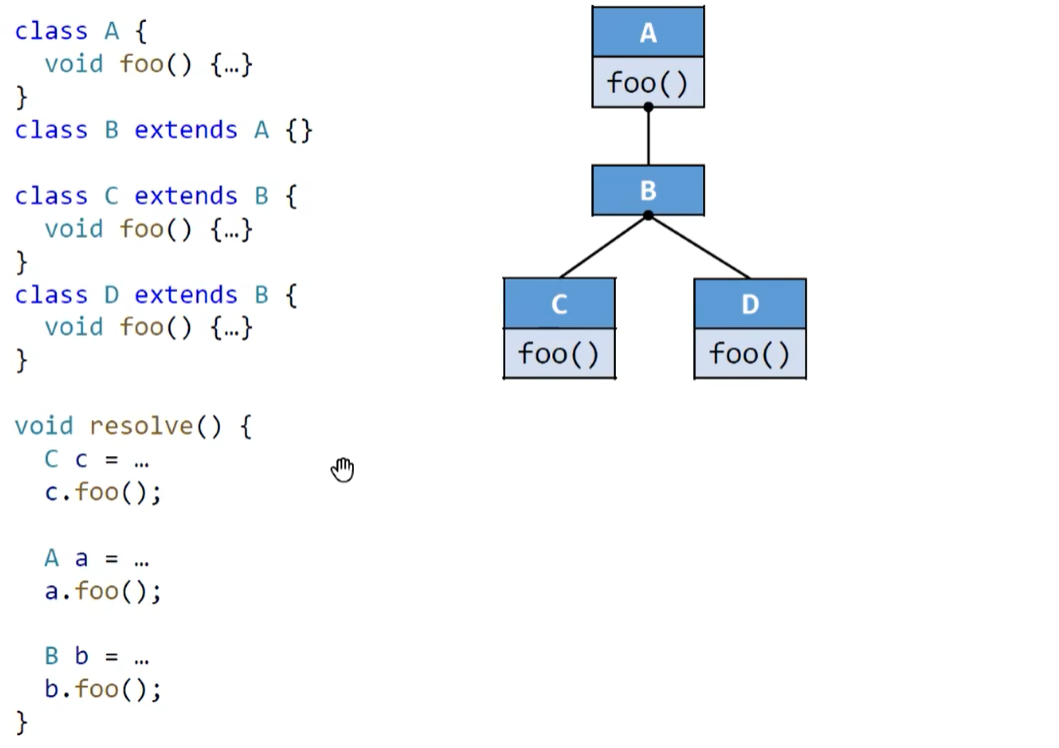 class A {
  void foo() {…}
}
class B extends A {}

class C extends B {
  void foo() {…}
}
class D extends B {
  void foo() {…}
}

void resolve() {
  C c = …
  c.foo();

  A a = …
  a.foo();

  B b = …
  b.foo();
}
A
foo()
B
C
foo()
D
foo()